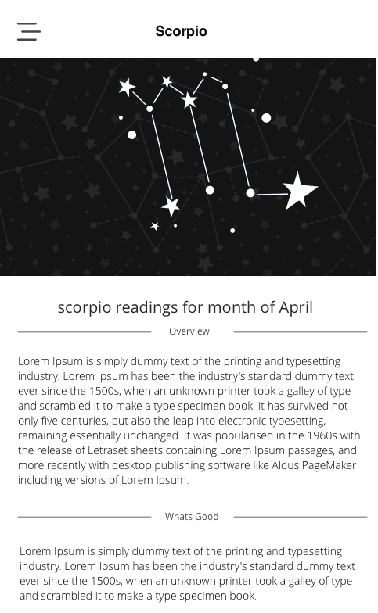 Scorpio
scorpio readings for month of April
Overview
Lorem Ipsum is simply dummy text of the printing and typesetting
industry. Lorem Ipsum has been the industry's standard dummy text
ever since the 1500s, when an unknown printer took a galley of type
and scrambled it to make a type specimen book. It has survived not
only five centuries, but also the leap into electronic typesetting,
remaining essentially unchanged. It was popularised in the 1960s with
the release of Letraset sheets containing Lorem Ipsum passages, and
more recently with desktop publishing software like Aldus PageMaker
including versions of Lorem Ipsum.
Whats Good
Lorem Ipsum is simply dummy text of the printing and typesetting
industry. Lorem Ipsum has been the industry's standard dummy text
ever since the 1500s, when an unknown printer took a galley of type
and scrambled it to make a type specimen book.